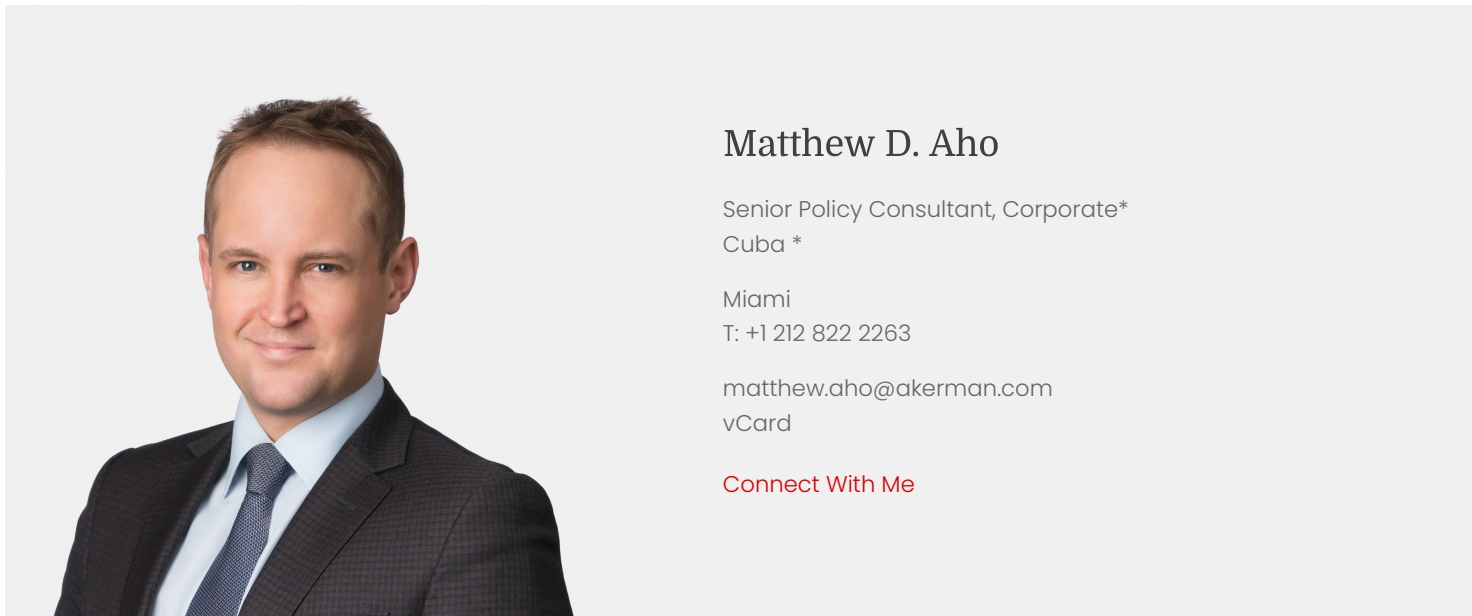 Matthew D. Aho
Senior Policy Consultant, Corporate*
Cuba *
Miami
T: +1 212 822 2263
matthew.aho@akerman.com
vCard
Connect With Me